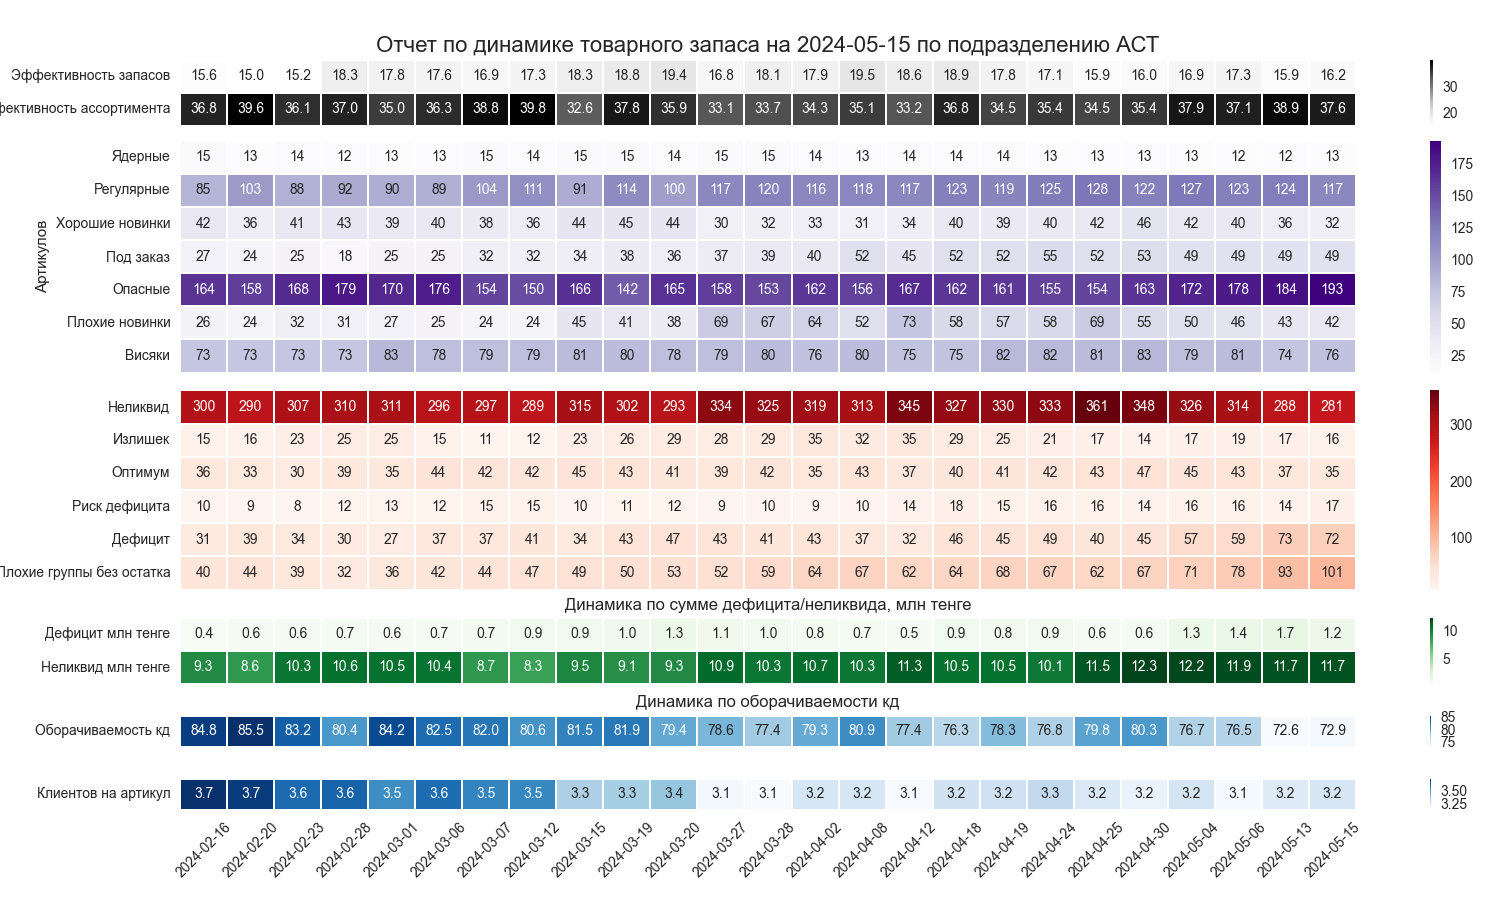 Отчет по динамике товарного запаса на 2024-05-15 по подразделению АСТ
Эффективность запасов 15.6 15.0 15.2 18.3 17.8 17.6 16.9 17.3 18.3 18.8 19.4 16.8 18.1 17.9 19.5 18.6 18.9 17.8 17.1 15.9 16.0 16.9 17.3 15.9 16.2
фективность ассортимента 36.8 39.6 36.1 37.0 35.0 36.3 38.8 39.8 32.6 37.8 35.9 33.1 33.7 34.3 35.1 33.2 36.8 34.5 35.4 34.5 35.4 37.9 37.1 38.9 37.6
30
20
Артикулов
Ядерные 15 13 14 12 13 13 15 14 15 15 14 15 15 14 13 14 14 14 13 13 13 13 12 12 13
Регулярные 85 103 88 92 90 89 104 111 91 114 100 117 120 116 118 117 123 119 125 128 122 127 123 124 117
Хорошие новинки 42 36 41 43 39 40 38 36 44 45 44 30 32 33 31 34 40 39 40 42 46 42 40 36 32
Под заказ 27 24 25 18 25 25 32 32 34 38 36 37 39 40 52 45 52 52 55 52 53 49 49 49 49
Опасные 164 158 168 179 170 176 154 150 166 142 165 158 153 162 156 167 162 161 155 154 163 172 178 184 193
Плохие новинки 26 24 32 31 27 25 24 24 45 41 38 69 67 64 52 73 58 57 58 69 55 50 46 43 42
Висяки 73 73 73 73 83 78 79 79 81 80 78 79 80 76 80 75 75 82 82 81 83 79 81 74 76
175
150
125
100
75
50
25
Неликвид 300 290 307 310 311 296 297 289 315 302 293 334 325 319 313 345 327 330 333 361 348 326 314 288 281
Излишек 15 16 23 25 25 15 11 12 23 26 29 28 29 35 32 35 29 25 21 17 14 17 19 17 16
Оптимум 36 33 30 39 35 44 42 42 45 43 41 39 42 35 43 37 40 41 42 43 47 45 43 37 35
Риск дефицита 10 9 8 12 13 12 15 15 10 11 12 9 10 9 10 14 18 15 16 16 14 16 16 14 17
Дефицит 31 39 34 30 27 37 37 41 34 43 47 43 41 43 37 32 46 45 49 40 45 57 59 73 72
Плохие группы без остатка 40 44 39 32 36 42 44 47 49 50 53 52 59 64 67 62 64 68 67 62 67 71 78 93 101
300
200
100
Динамика по сумме дефицита/неликвида, млн тенге
Дефицит млн тенге 0.4 0.6 0.6 0.7 0.6 0.7 0.7 0.9 0.9 1.0 1.3 1.1 1.0 0.8 0.7 0.5 0.9 0.8 0.9 0.6 0.6 1.3 1.4 1.7 1.2
Неликвид млн тенге 9.3 8.6 10.3 10.6 10.5 10.4 8.7 8.3 9.5 9.1 9.3 10.9 10.3 10.7 10.3 11.3 10.5 10.5 10.1 11.5 12.3 12.2 11.9 11.7 11.7
10
5
Динамика по оборачиваемости кд
Оборачиваемость кд 84.8 85.5 83.2 80.4 84.2 82.5 82.0 80.6 81.5 81.9 79.4 78.6 77.4 79.3 80.9 77.4 76.3 78.3 76.8 79.8 80.3 76.7 76.5 72.6 72.9
85
80
75
Клиентов на артикул 3.7 3.7 3.6 3.6 3.5 3.6 3.5 3.5 3.3 3.3 3.4 3.1 3.1 3.2 3.2 3.1 3.2 3.2 3.3 3.2 3.2 3.2 3.1 3.2 3.2
3.50
3.25
2024-02-16 2024-02-20 2024-02-23 2024-02-28 2024-03-01 2024-03-06 2024-03-07 2024-03-12 2024-03-15 2024-03-19 2024-03-20 2024-03-27 2024-03-28 2024-04-02 2024-04-08 2024-04-12 2024-04-18 2024-04-19 2024-04-24 2024-04-25 2024-04-30 2024-05-04 2024-05-06 2024-05-13 2024-05-15